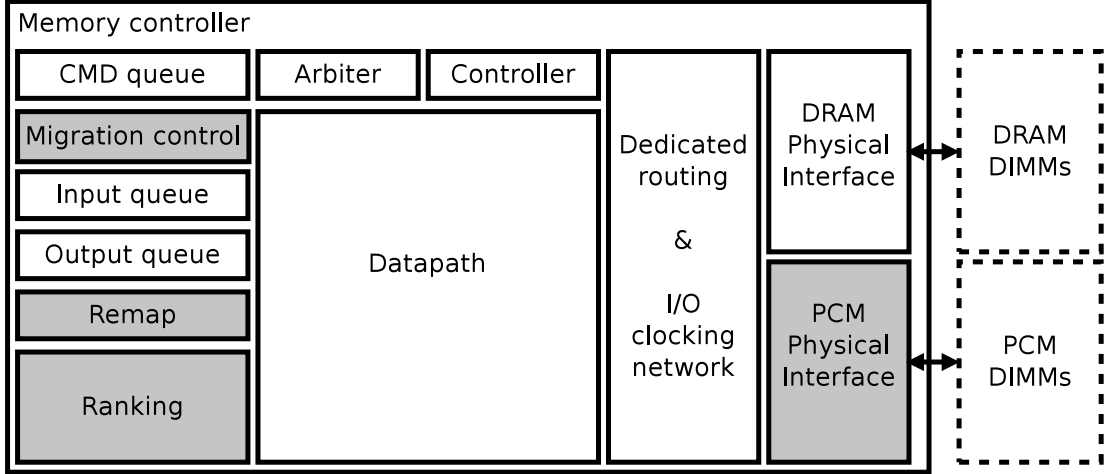 Memory controller
CMD queue
Arbiter
Controller
Migration control
Input queue
Output queue
Remap
Ranking
Datapath
Dedicated
routing
&
I/O
clocking
network
DRAM
Physical
Interface
PCM
Physical
Interface
DRAM
DIMMs
PCM
DIMMs